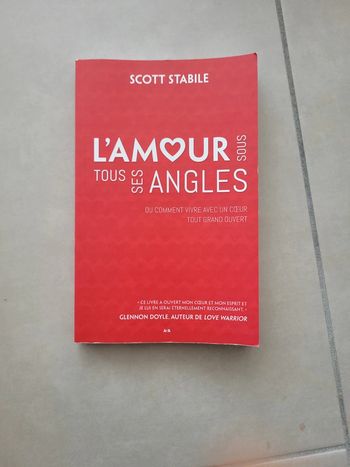 SCOTT STABILE
L'AMOUR SOUS
TOUS SES ANGLES
OU COMMENT VIVRE AVEC UN CŒUR
TOUT GRAND OUVERT
« CE LIVRE A OUVERT MON CŒUR ET MON ESPRIT ET
JE LUI EN SERAI ÉTERNELLEMENT RECONNAISSANT. »
GLENNON DOYLE, AUTEUR DE LOVE WARRIOR